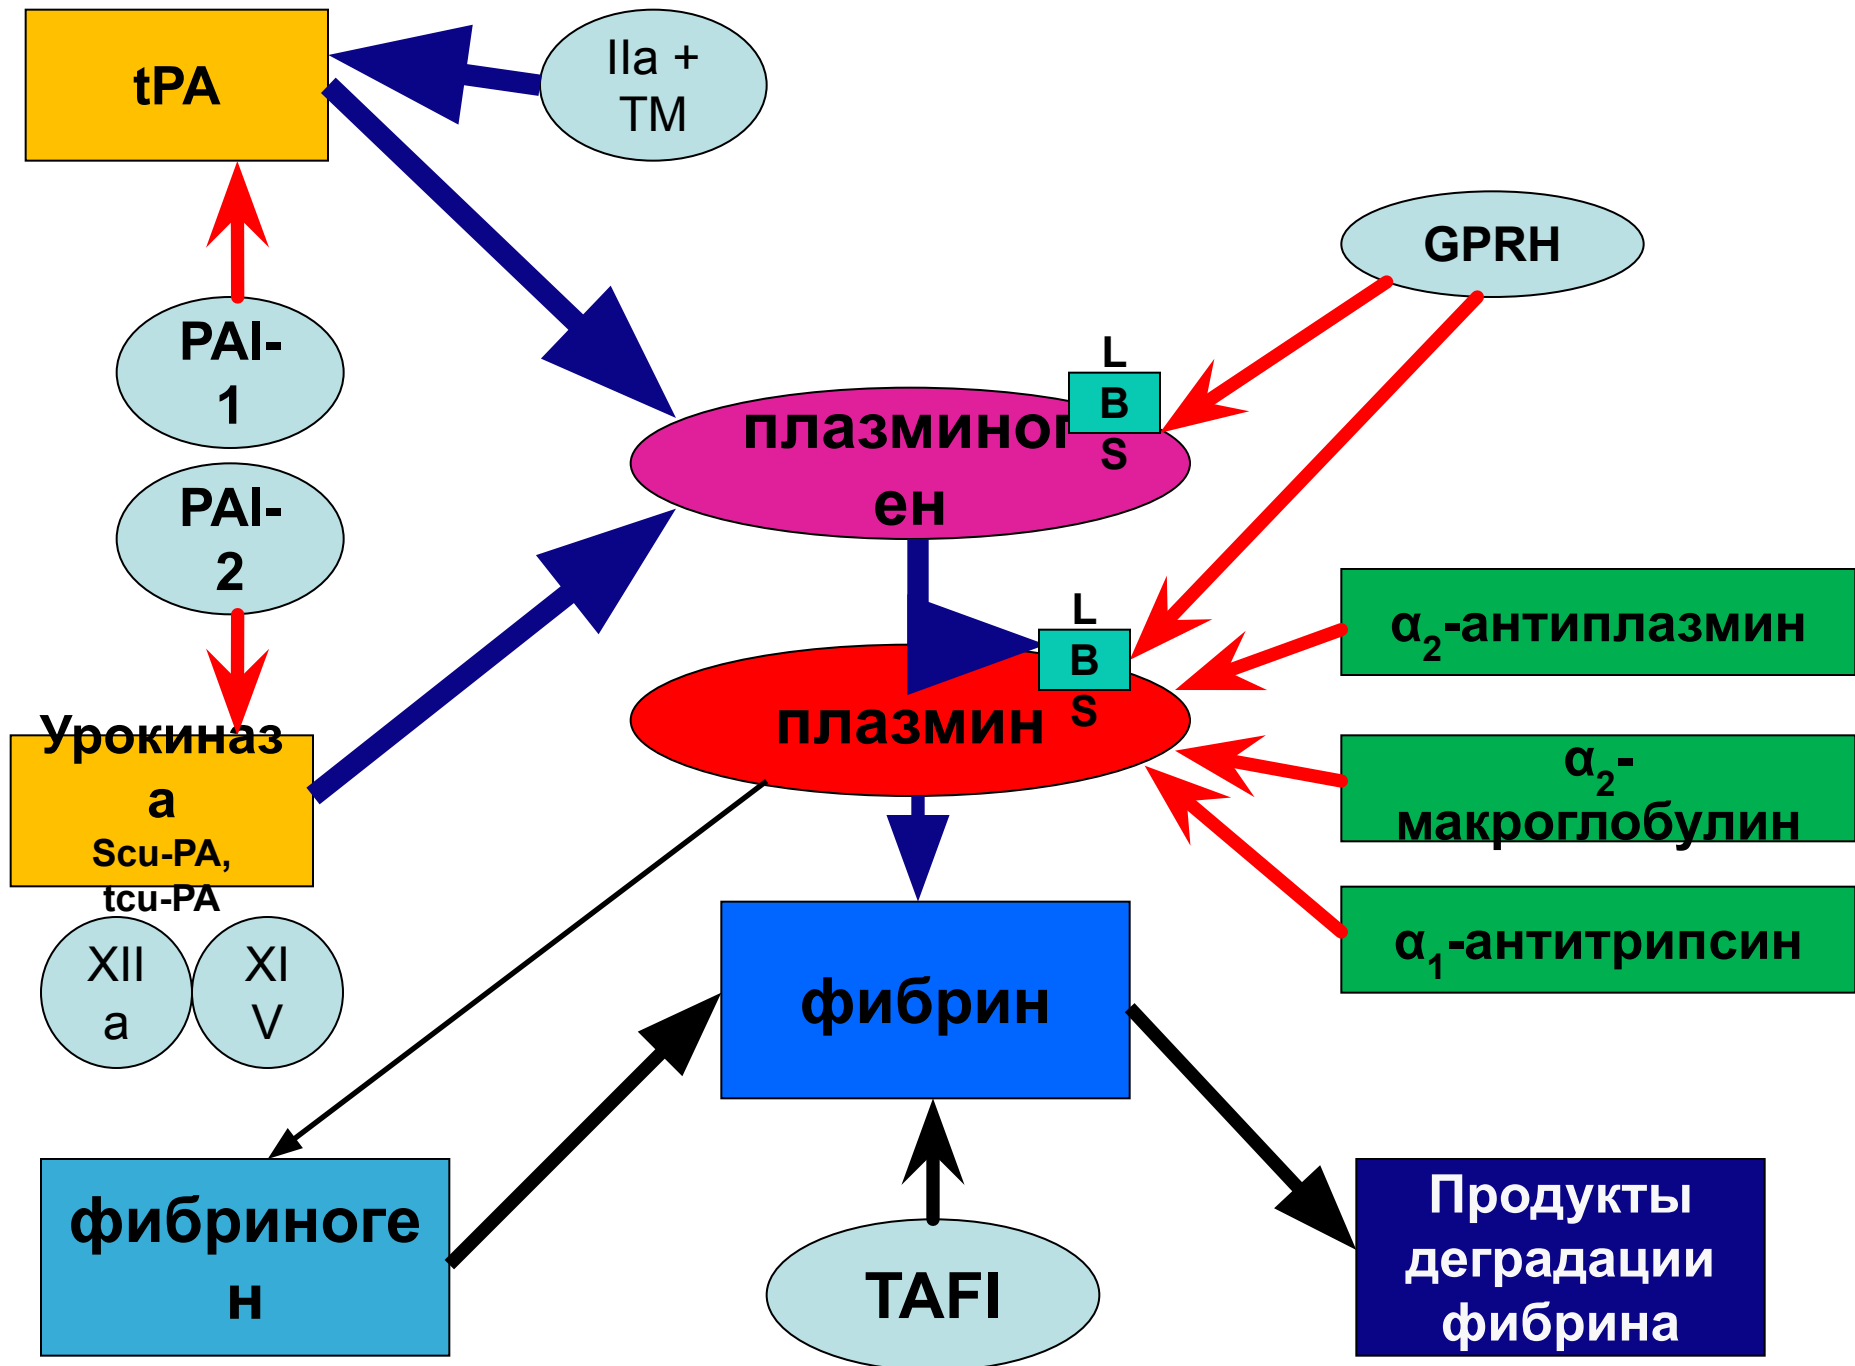 tPA
IIa +
TM
GPRH
PAI-
1
L
B
S
плазминог
ен
PAI-
2
L
B
S
плазмин
α2-антиплазмин
Урокиназ
а
Scu-PA,
tcu-PA
α2-
макроглобулин
α1-антитрипсин
XII
a
XI
V
фибрин
фибриноге
н
TAFI
Продукты
деградации
фибрина